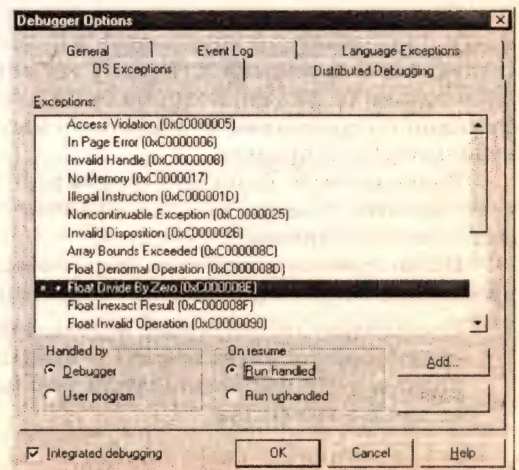 Debugger Options
General Event Log Language Exceptions
OS Exceptions Distributed Debugging
Exceptions:
Access Violation (0xC0000005)
In Page Error (0xC0000006)
Invalid Handle (0xC0000008)
No Memory (0xC0000017)
Illegal Instruction (0xC000001D)
Noncontinuable Exception (0xC0000025)
Invalid Disposition (0xC0000026)
Array Bounds Exceeded (0xC000008C)
Float Denormal Operation (0xC000008D)
Float Divide By Zero (0xC000008E)
Float Inexact Result (0xC000008F)
Float Invalid Operation (0xC0000090)
Handled by On resume
Debugger Run handled Add...
User program Run unhandled
Integrated debugging OK Cancel Help